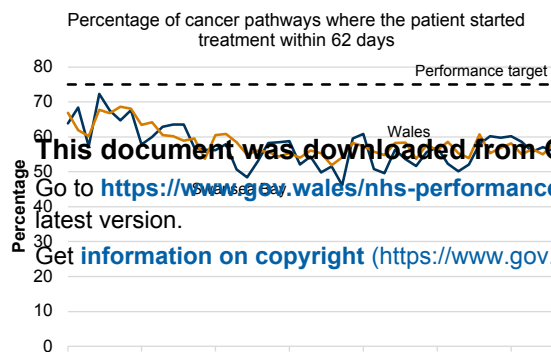 Percentage of cancer pathways where the patient started
treatment within 62 days
80
Performance target
70
Wales
60
This document was downloaded from
50
Swansea Bay
Go to https://www.gov.wales/nhs-performance
40
latest version.
Percentage
30
Get information on copyright (https://www.gov.
20
10
0